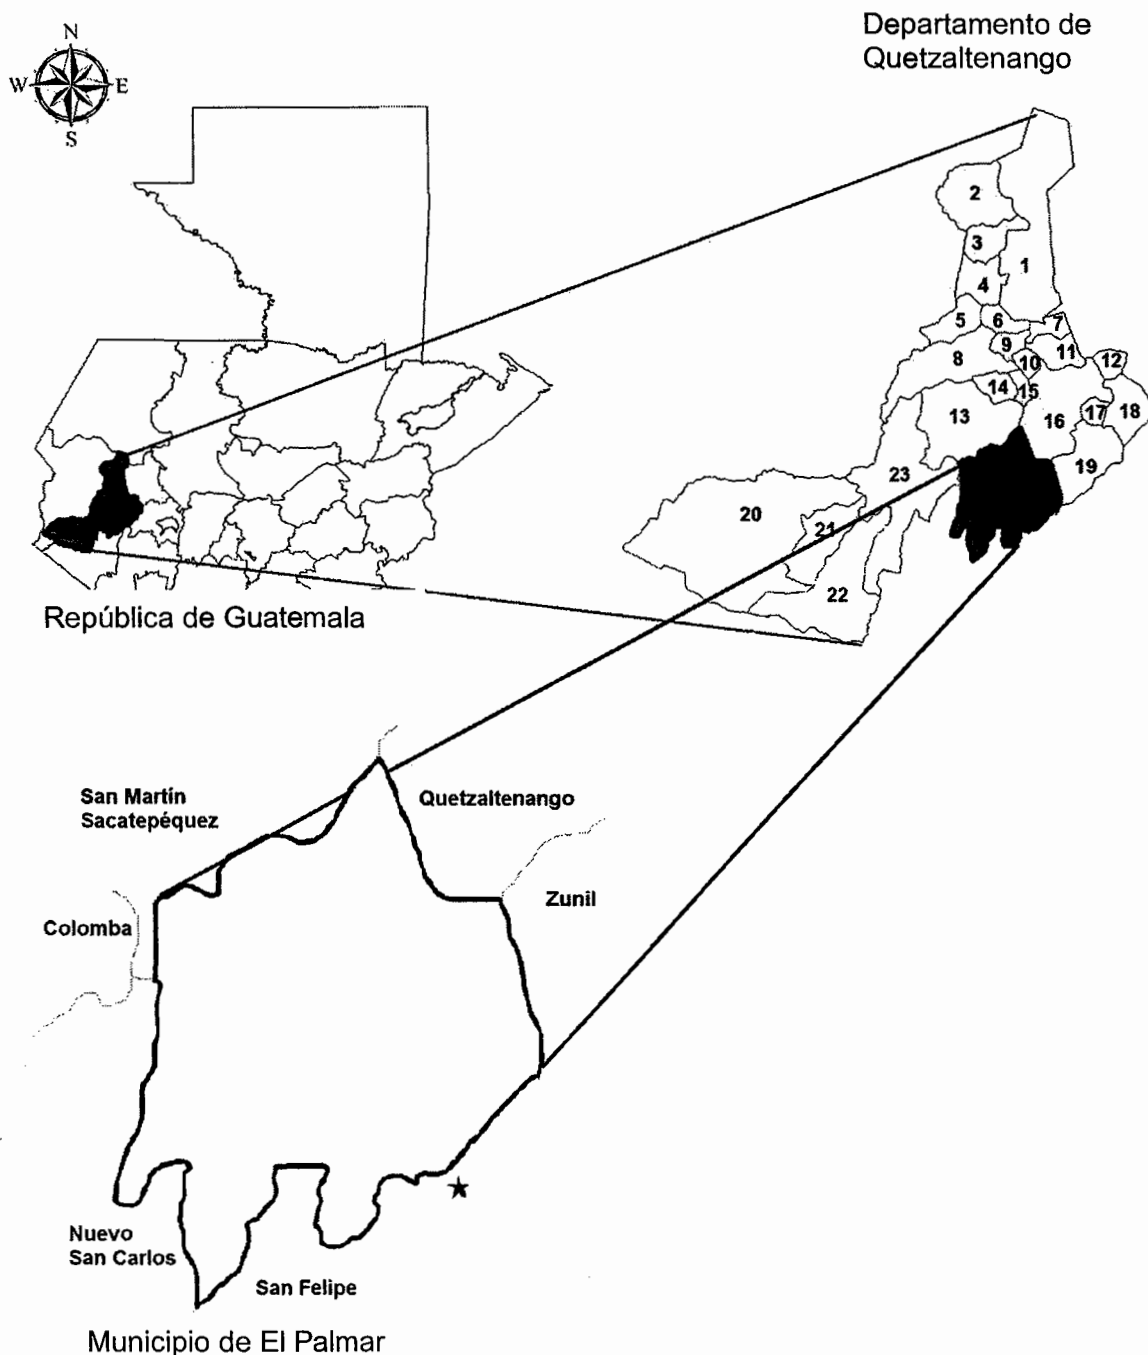 Departamento de
Quetzaltenango
N
W E
S
2
3
1
4
5 6 7
9
8 10 11 12
14 15
13 16 17 18
19
23
20
21
22
República de Guatemala
San Martín
Sacatepéquez
Quetzaltenango
Zunil
Colomba
Nuevo
San Carlos
San Felipe
Municipio de El Palmar